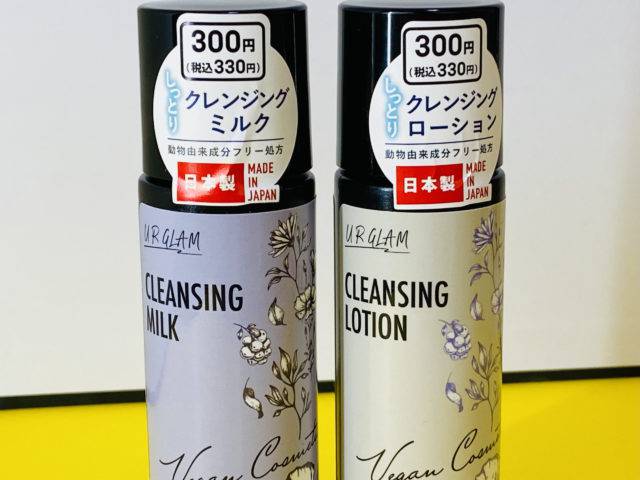 300円
(税込330円)
しっとり
クレンジング
ミルク
動物由来成分フリー処方
日本製
MADE
IN
JAPAN
UR GLAM
CLEANSING
MILK
Vegan Cosmet
300円
(税込330円)
しっとり
クレンジング
ローション
動物由来成分フリー処方
日本製
MADE
IN
JAPAN
UR GLAM
CLEANSING
LOTION
Vegan Cosmet